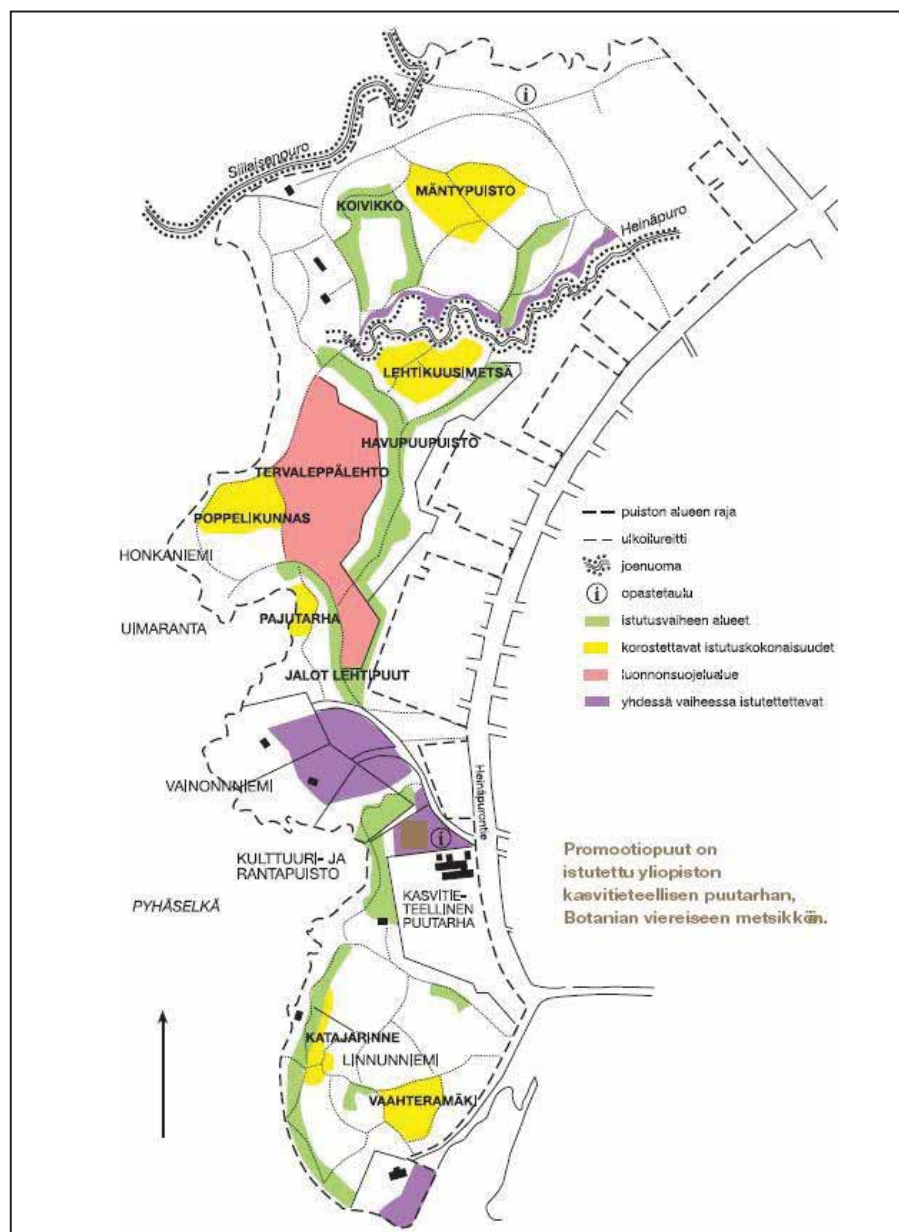 Siilaisenpuro
i
MÄNTYPUISTO
KOIVIKKO
Heinäpuro
LEHTIKUUSIMETSÄ
HAVUPUUPUISTO
TERVALEPPÄLEHTO
POPPELIKUNNAS
HONKANIEMI
UIMARANTA
PAJUTARHA
JALOT LEHTIPUUT
puiston alueen raja
ulkoilureitti
joenuoma
i opastetaulu
istutusvaiheen alueet
korostettavat istutuskokonaisuudet
luonnonsuojelualue
yhdessä vaiheessa istutettettavat
VAINONNNIEMI
Heinäpurontie
i
KULTTUURI- JA
RANTAPUISTO
KASVITIE-
TEELLINEN
PUUTARHA
PYHÄSELKÄ
Promootiopuut on
istutettu yliopiston
kasvitieteellisen puutarhan,
Botanian viereiseen metsikköön.
KATAJARINNE
LINNUNNIEMI
VAAHTERAMÄKI